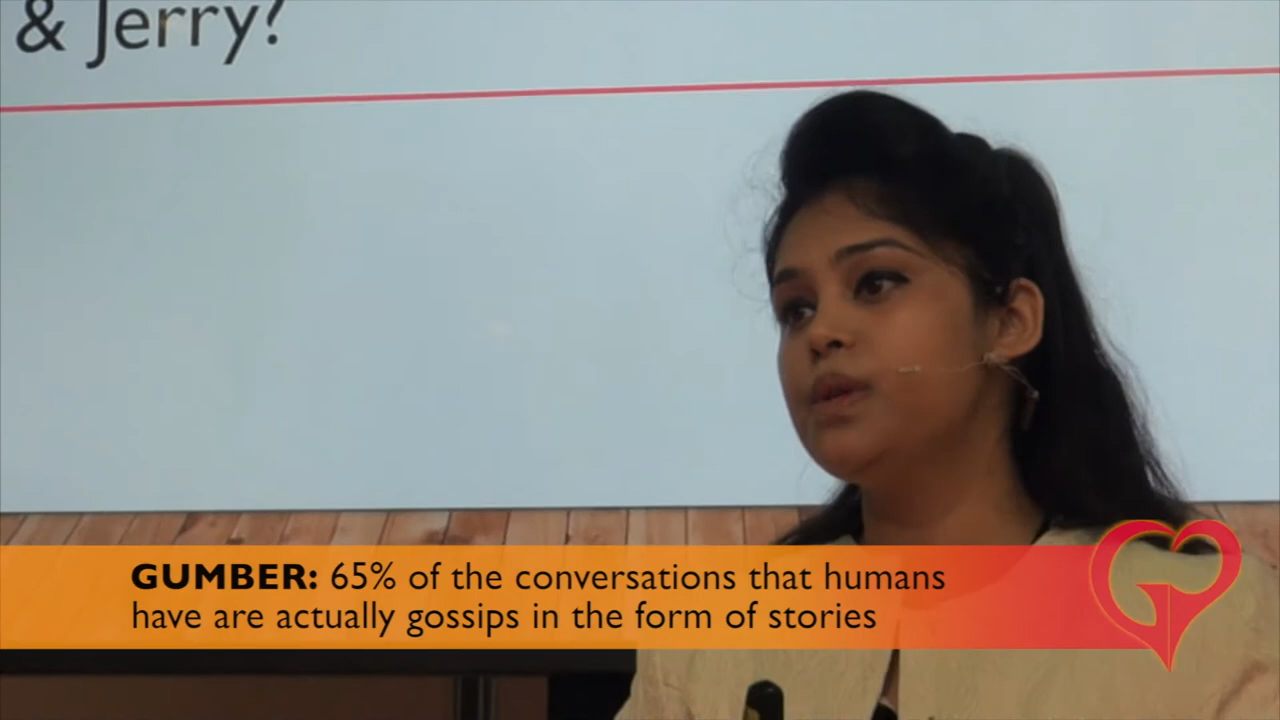 & Jerry?
GUMBER: 65% of the conversations that humans
have are actually gossips in the form of stories